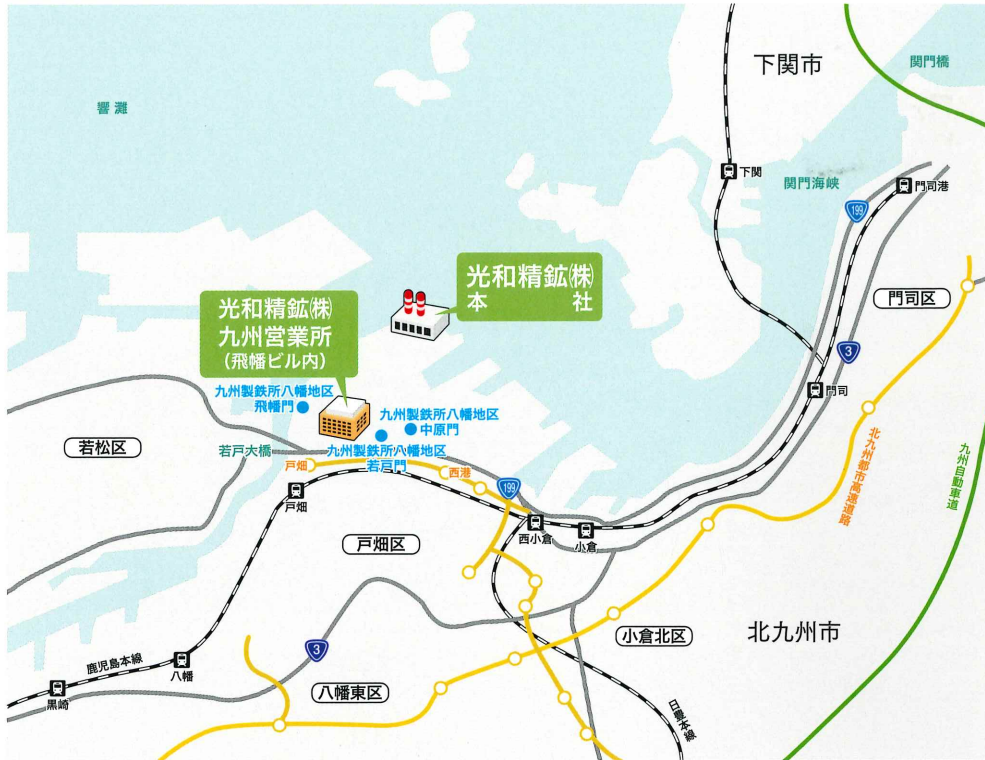 下関市
関門橋
響灘
下関
関門海峡
門司港
199
光和精鉱㈱
本社
門司区
光和精鉱㈱
九州営業所
(飛幡ビル内)
3
門司
九州製鉄所八幡地区
飛幡門
九州製鉄所八幡地区
中原門
若松区
若戸大橋
九州製鉄所八幡地区
若戸門
戸畑
西港
北九州都市高速道路
九州自動車道
戸畑
199
西小倉
小倉
戸畑区
小倉北区
北九州市
3
鹿児島本線
八幡
黒崎
八幡東区
日豊本線